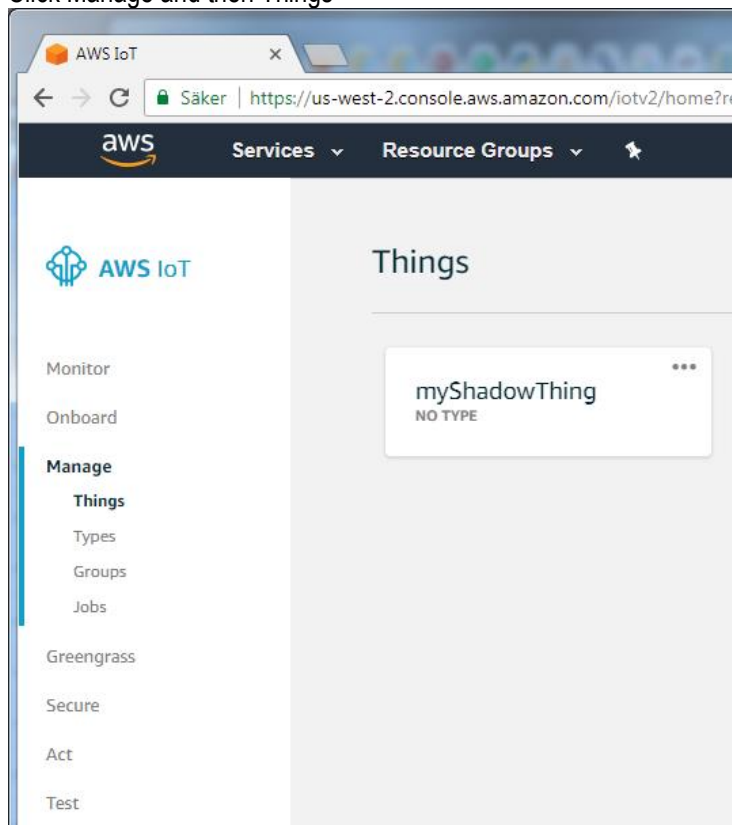 Click Manage and then Things
AWS IoT
Säker | https://us-west-2.console.aws.amazon.com/iotv2/home?re
aws Services Resource Groups
AWS IoT
Things
Monitor
Onboard
Manage
Things
Types
Groups
Jobs
Greengrass
Secure
Act
Test
myShadowThing
NO TYPE